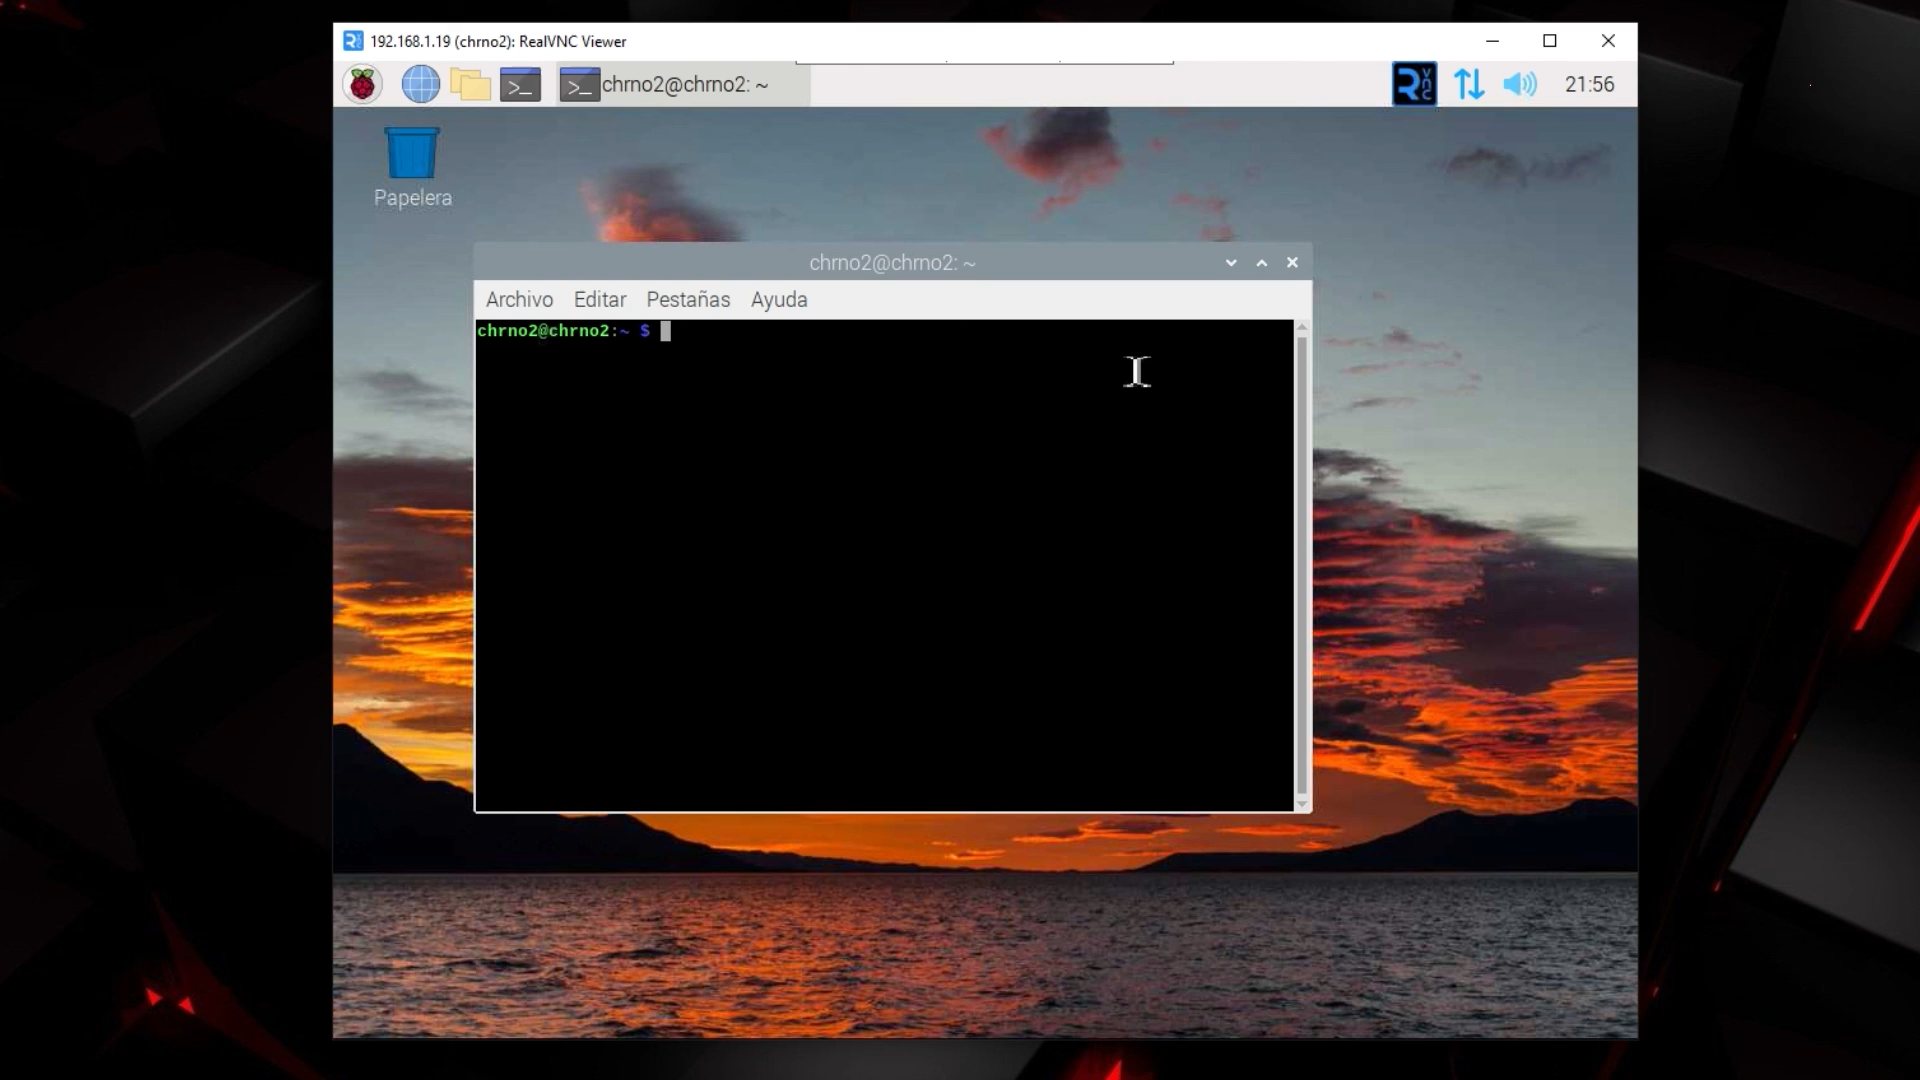 192.168.1.19 (chrno2): RealVNC Viewer
>_
>_ chrno2@chrno2: ~
VNC
21:56
Papelera
chrno2@chrno2: ~
Archivo Editar Pestañas Ayuda
chrno2@chrno2:~ $